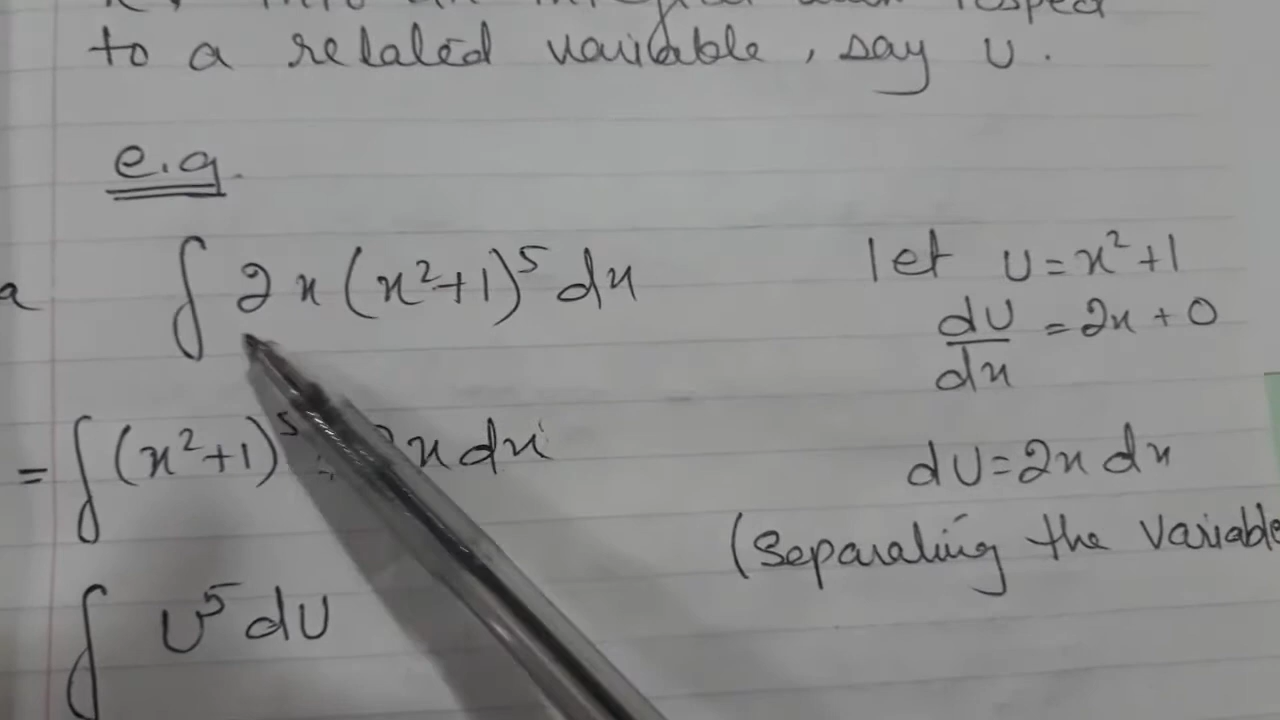 to a related variable, say U.
e.g.
∫ 2x (x²+1)⁵ dx
let U = x²+1
dU/dx = 2x + 0
= ∫ (x²+1)⁵ x dx
dU = 2x dx
(Separating the Variable
∫ U⁵ dU